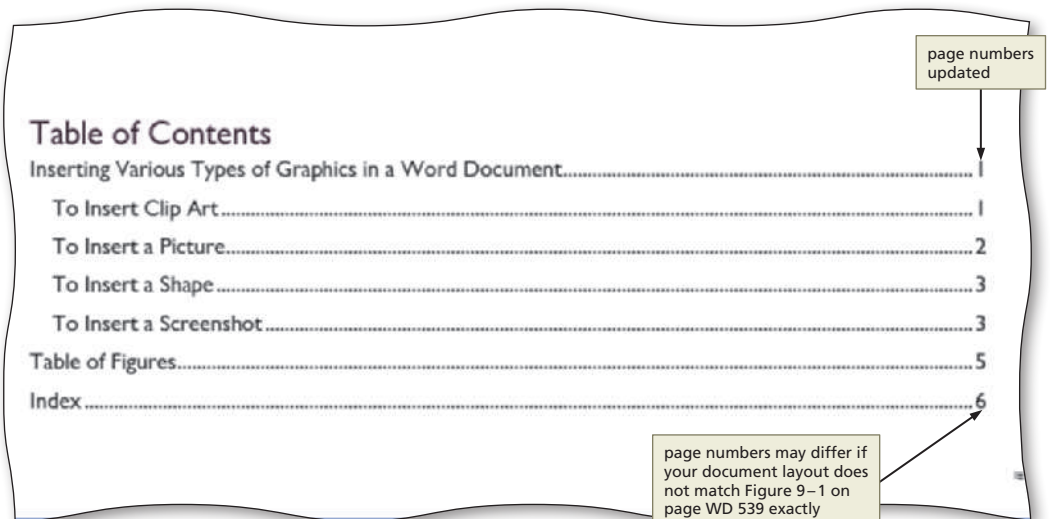 page numbers
updated
Table of Contents
Inserting Various Types of Graphics in a Word Document........................................1
To Insert Clip Art........................................1
To Insert a Picture........................................2
To Insert a Shape........................................3
To Insert a Screenshot........................................3
Table of Figures........................................5
Index........................................6
page numbers may differ if
your document layout does
not match Figure 9–1 on
page WD 539 exactly